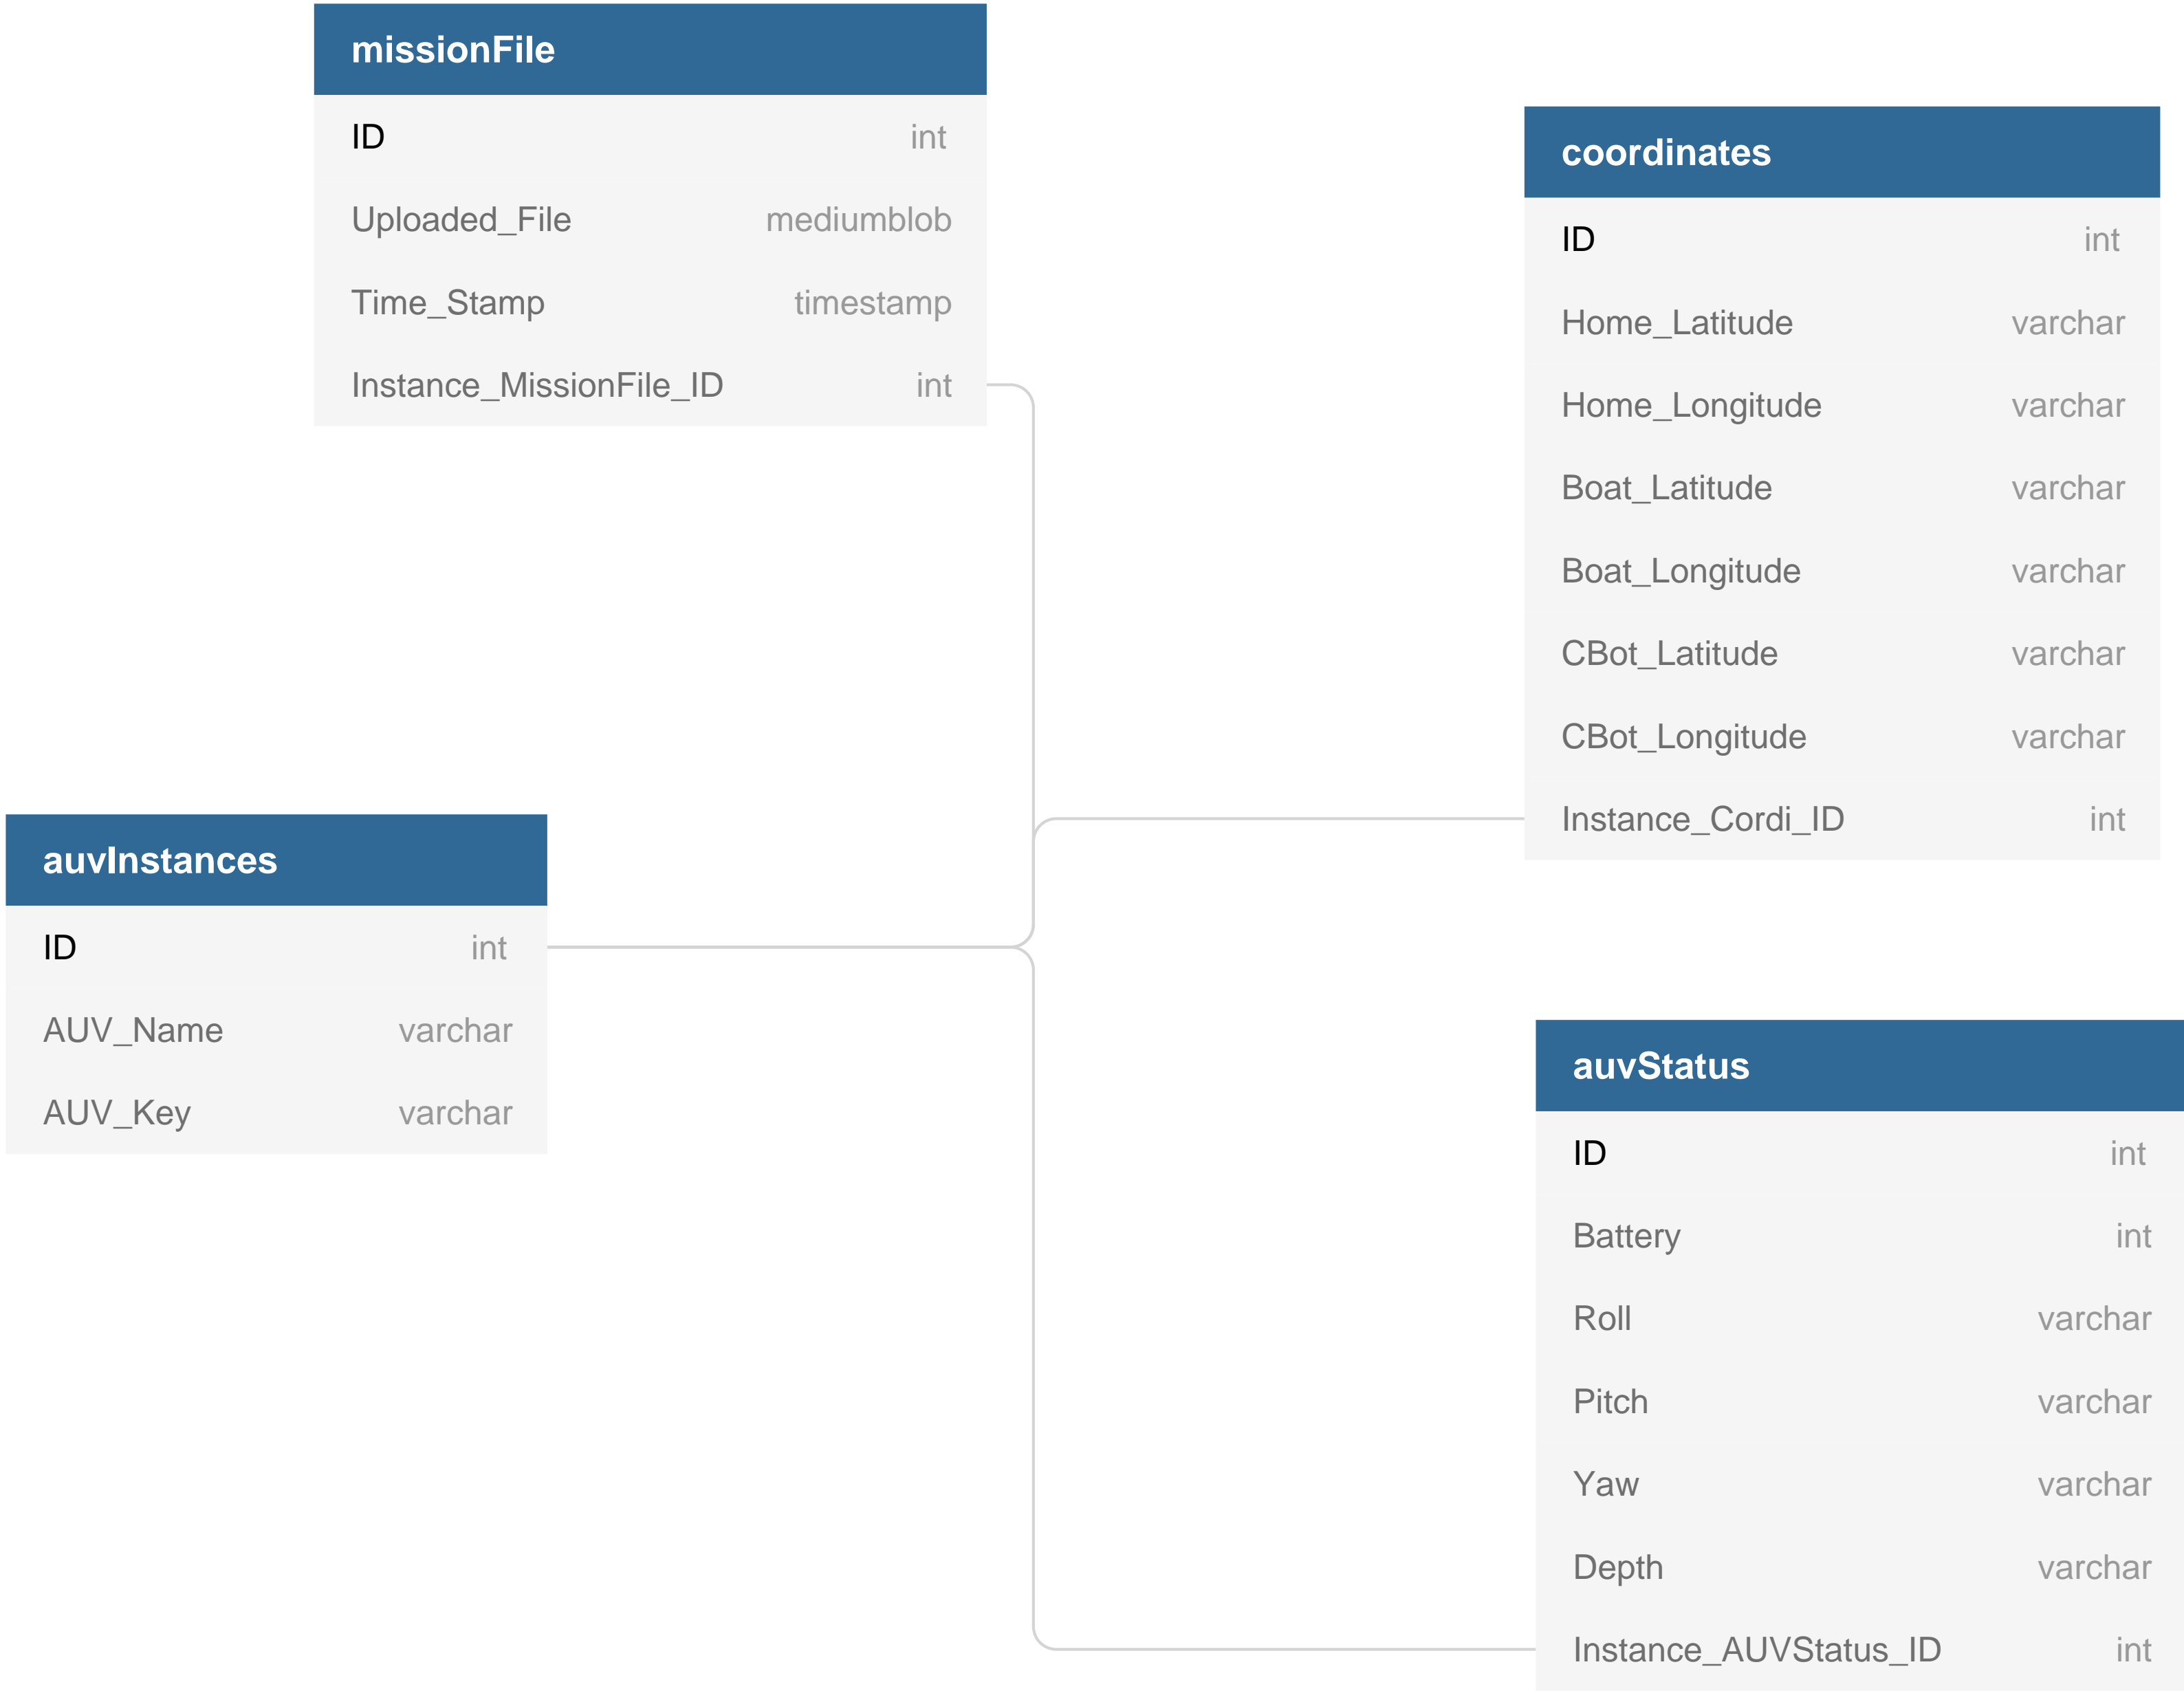 missionFile
ID int
Uploaded_File mediumblob
Time_Stamp timestamp
Instance_MissionFile_ID int
coordinates
ID int
Home_Latitude varchar
Home_Longitude varchar
Boat_Latitude varchar
Boat_Longitude varchar
CBot_Latitude varchar
CBot_Longitude varchar
Instance_Cordi_ID int
auvInstances
ID int
AUV_Name varchar
AUV_Key varchar
auvStatus
ID int
Battery int
Roll varchar
Pitch varchar
Yaw varchar
Depth varchar
Instance_AUVStatus_ID int